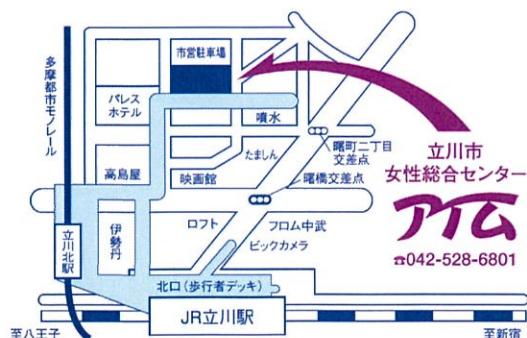 市営駐車場
多摩都市モノレール
パレス
ホテル
噴水
曙町二丁目
交差点
たましん
立川市
女性総合センター
アイム
☎042-528-6801
高島屋
映画館
曙橋交差点
ロフト
フロム中武
ビックカメラ
伊勢丹
立川北駅
北口(歩行者デッキ)
JR立川駅
至八王子
至新宿